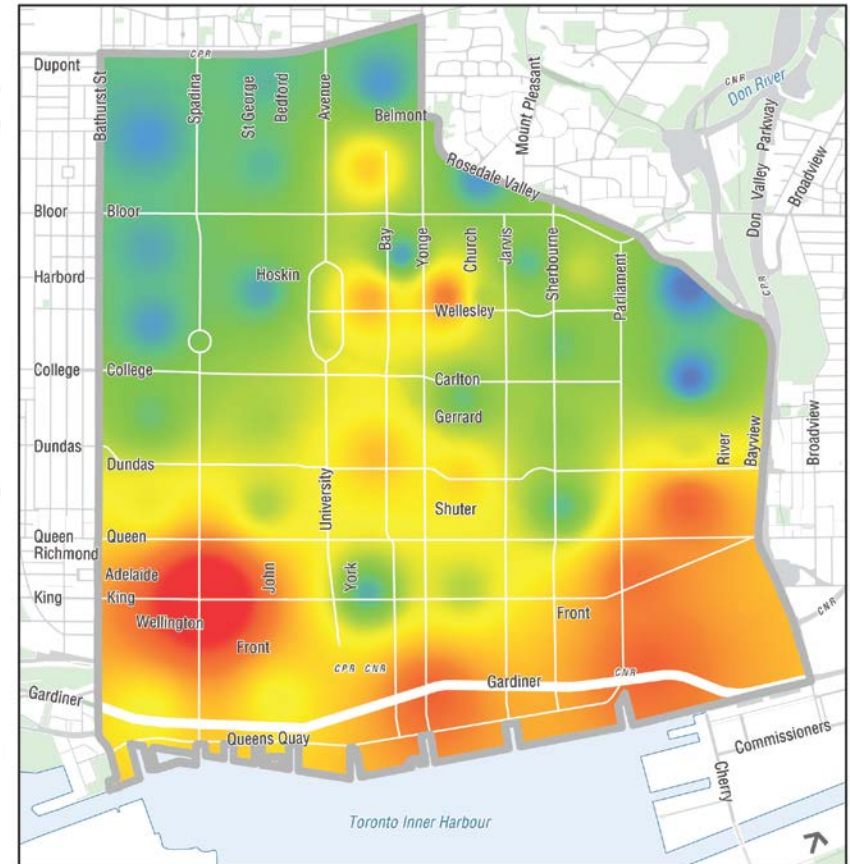 CPR
Dupont
Bathurst St
Spadina
St George
Bedford
Avenue
Belmont
Mount Pleasant
CNR
Don River
Don Valley Parkway
Broadview
Rosedale Valley
Bloor
Bloor
Bay
Yonge
Church
Jarvis
Sherbourne
Parliament
CPR
Harbord
Hoskin
Wellesley
College
College
Carlton
Gerrard
Dundas
Dundas
River
Bayview
Broadview
University
Shuter
Queen
Queen
Richmond
Adelaide
John
York
King
King
Wellington
Front
Front
CNR
CPR CNR
CNR
Gardiner
Gardiner
Queens Quay
Commissioners
Cherry
Toronto Inner Harbour